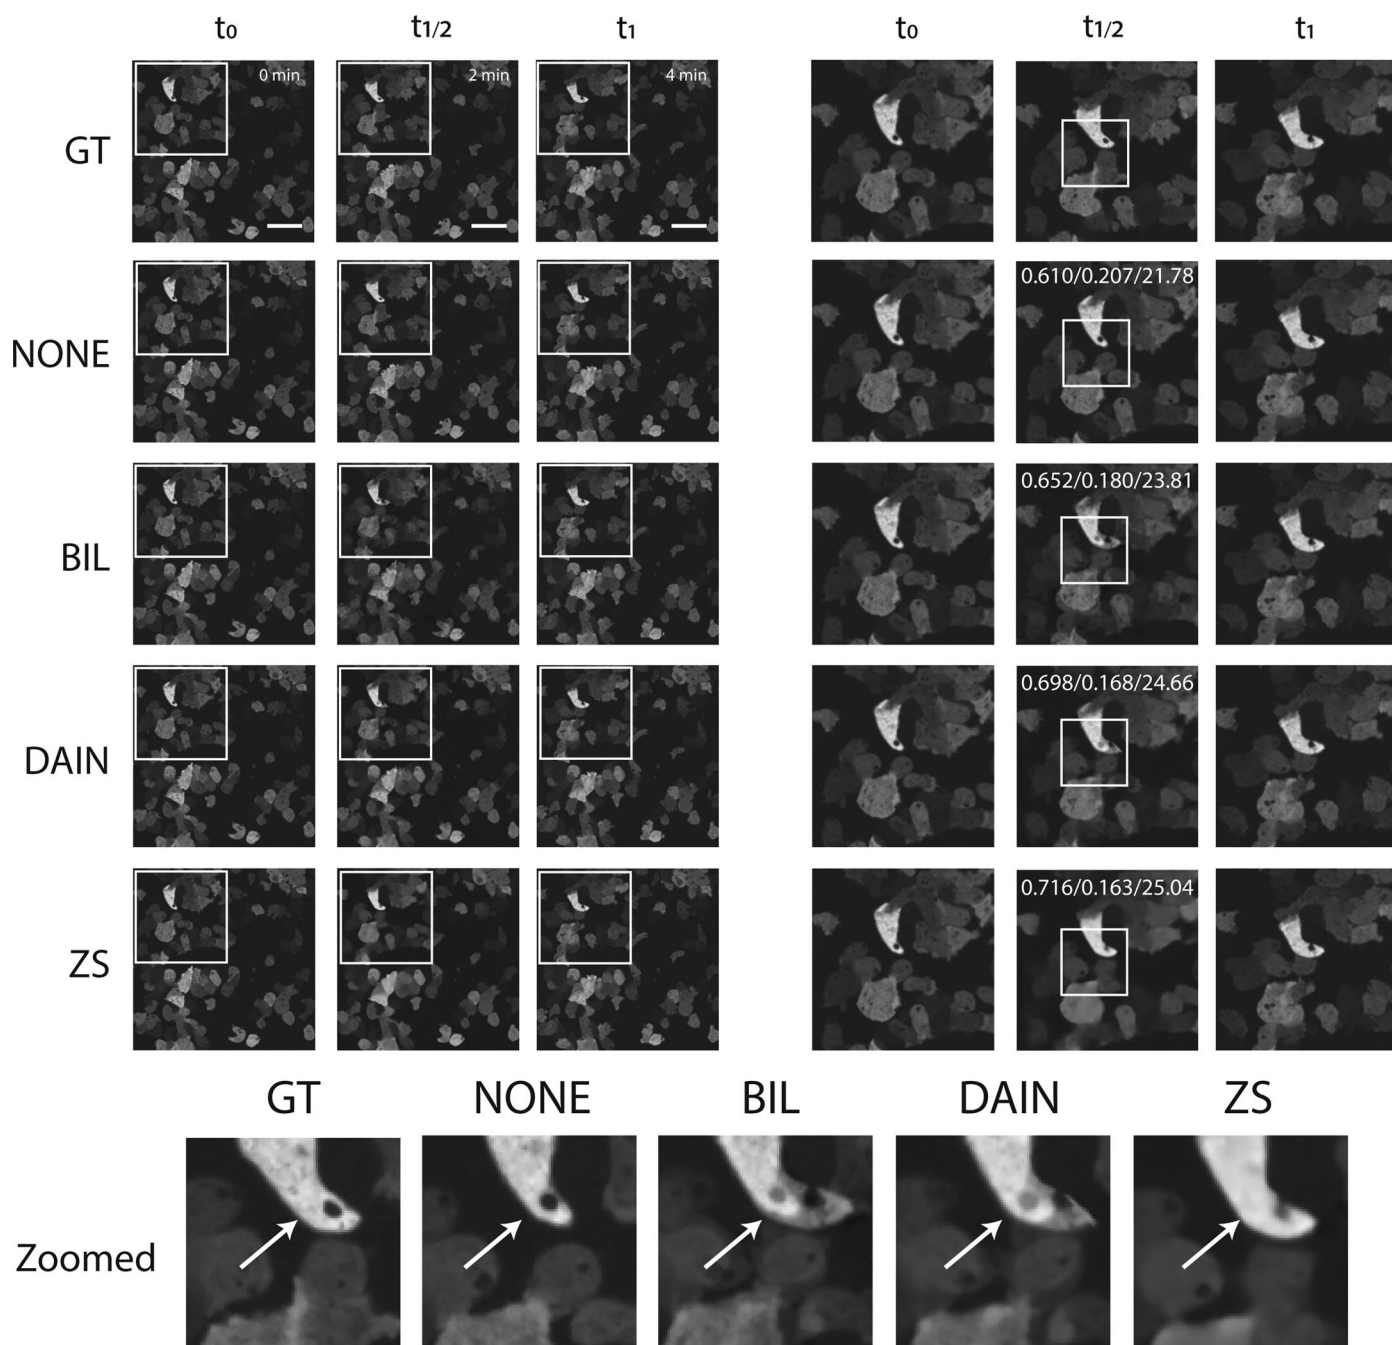 t0 t1/2 t1 t0 t1/2 t1
GT 0 min 2 min 4 min
NONE 0.610/0.207/21.78
BIL 0.652/0.180/23.81
DAIN 0.698/0.168/24.66
ZS 0.716/0.163/25.04
GT NONE BIL DAIN ZS
Zoomed